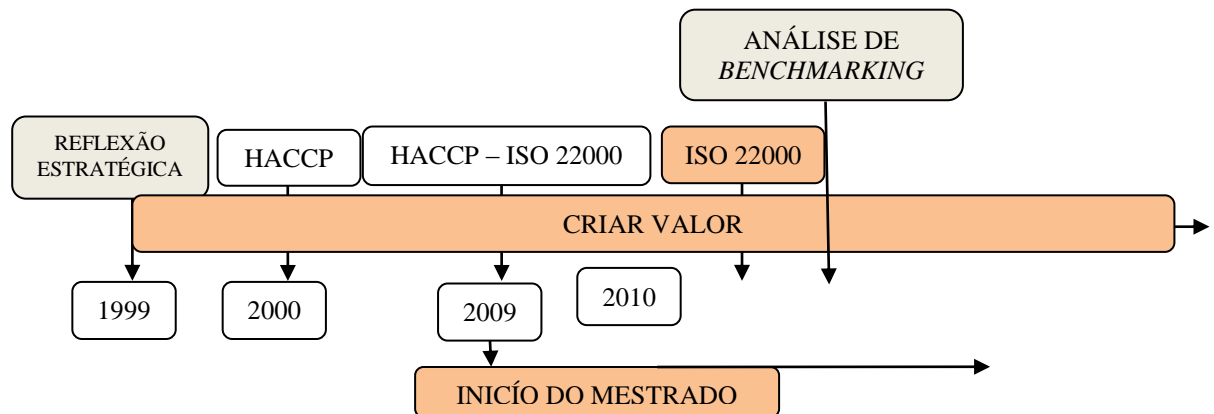 ANÁLISE DE
BENCHMARKING
REFLEXÃO
ESTRATÉGICA
HACCP
HACCP – ISO 22000
ISO 22000
CRIAR VALOR
1999
2000
2009
2010
INICÍO DO MESTRADO